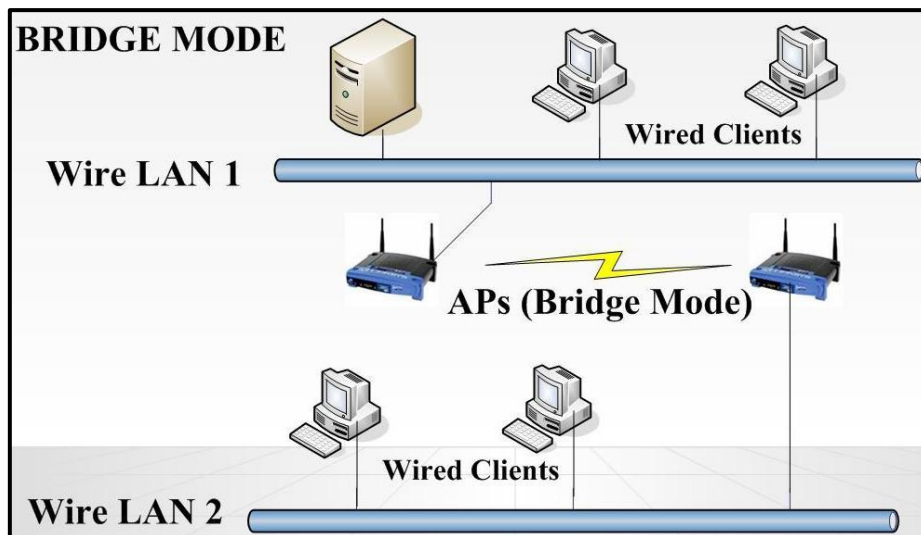 BRIDGE MODE
Wired Clients
Wire LAN 1
APs (Bridge Mode)
Wired Clients
Wire LAN 2